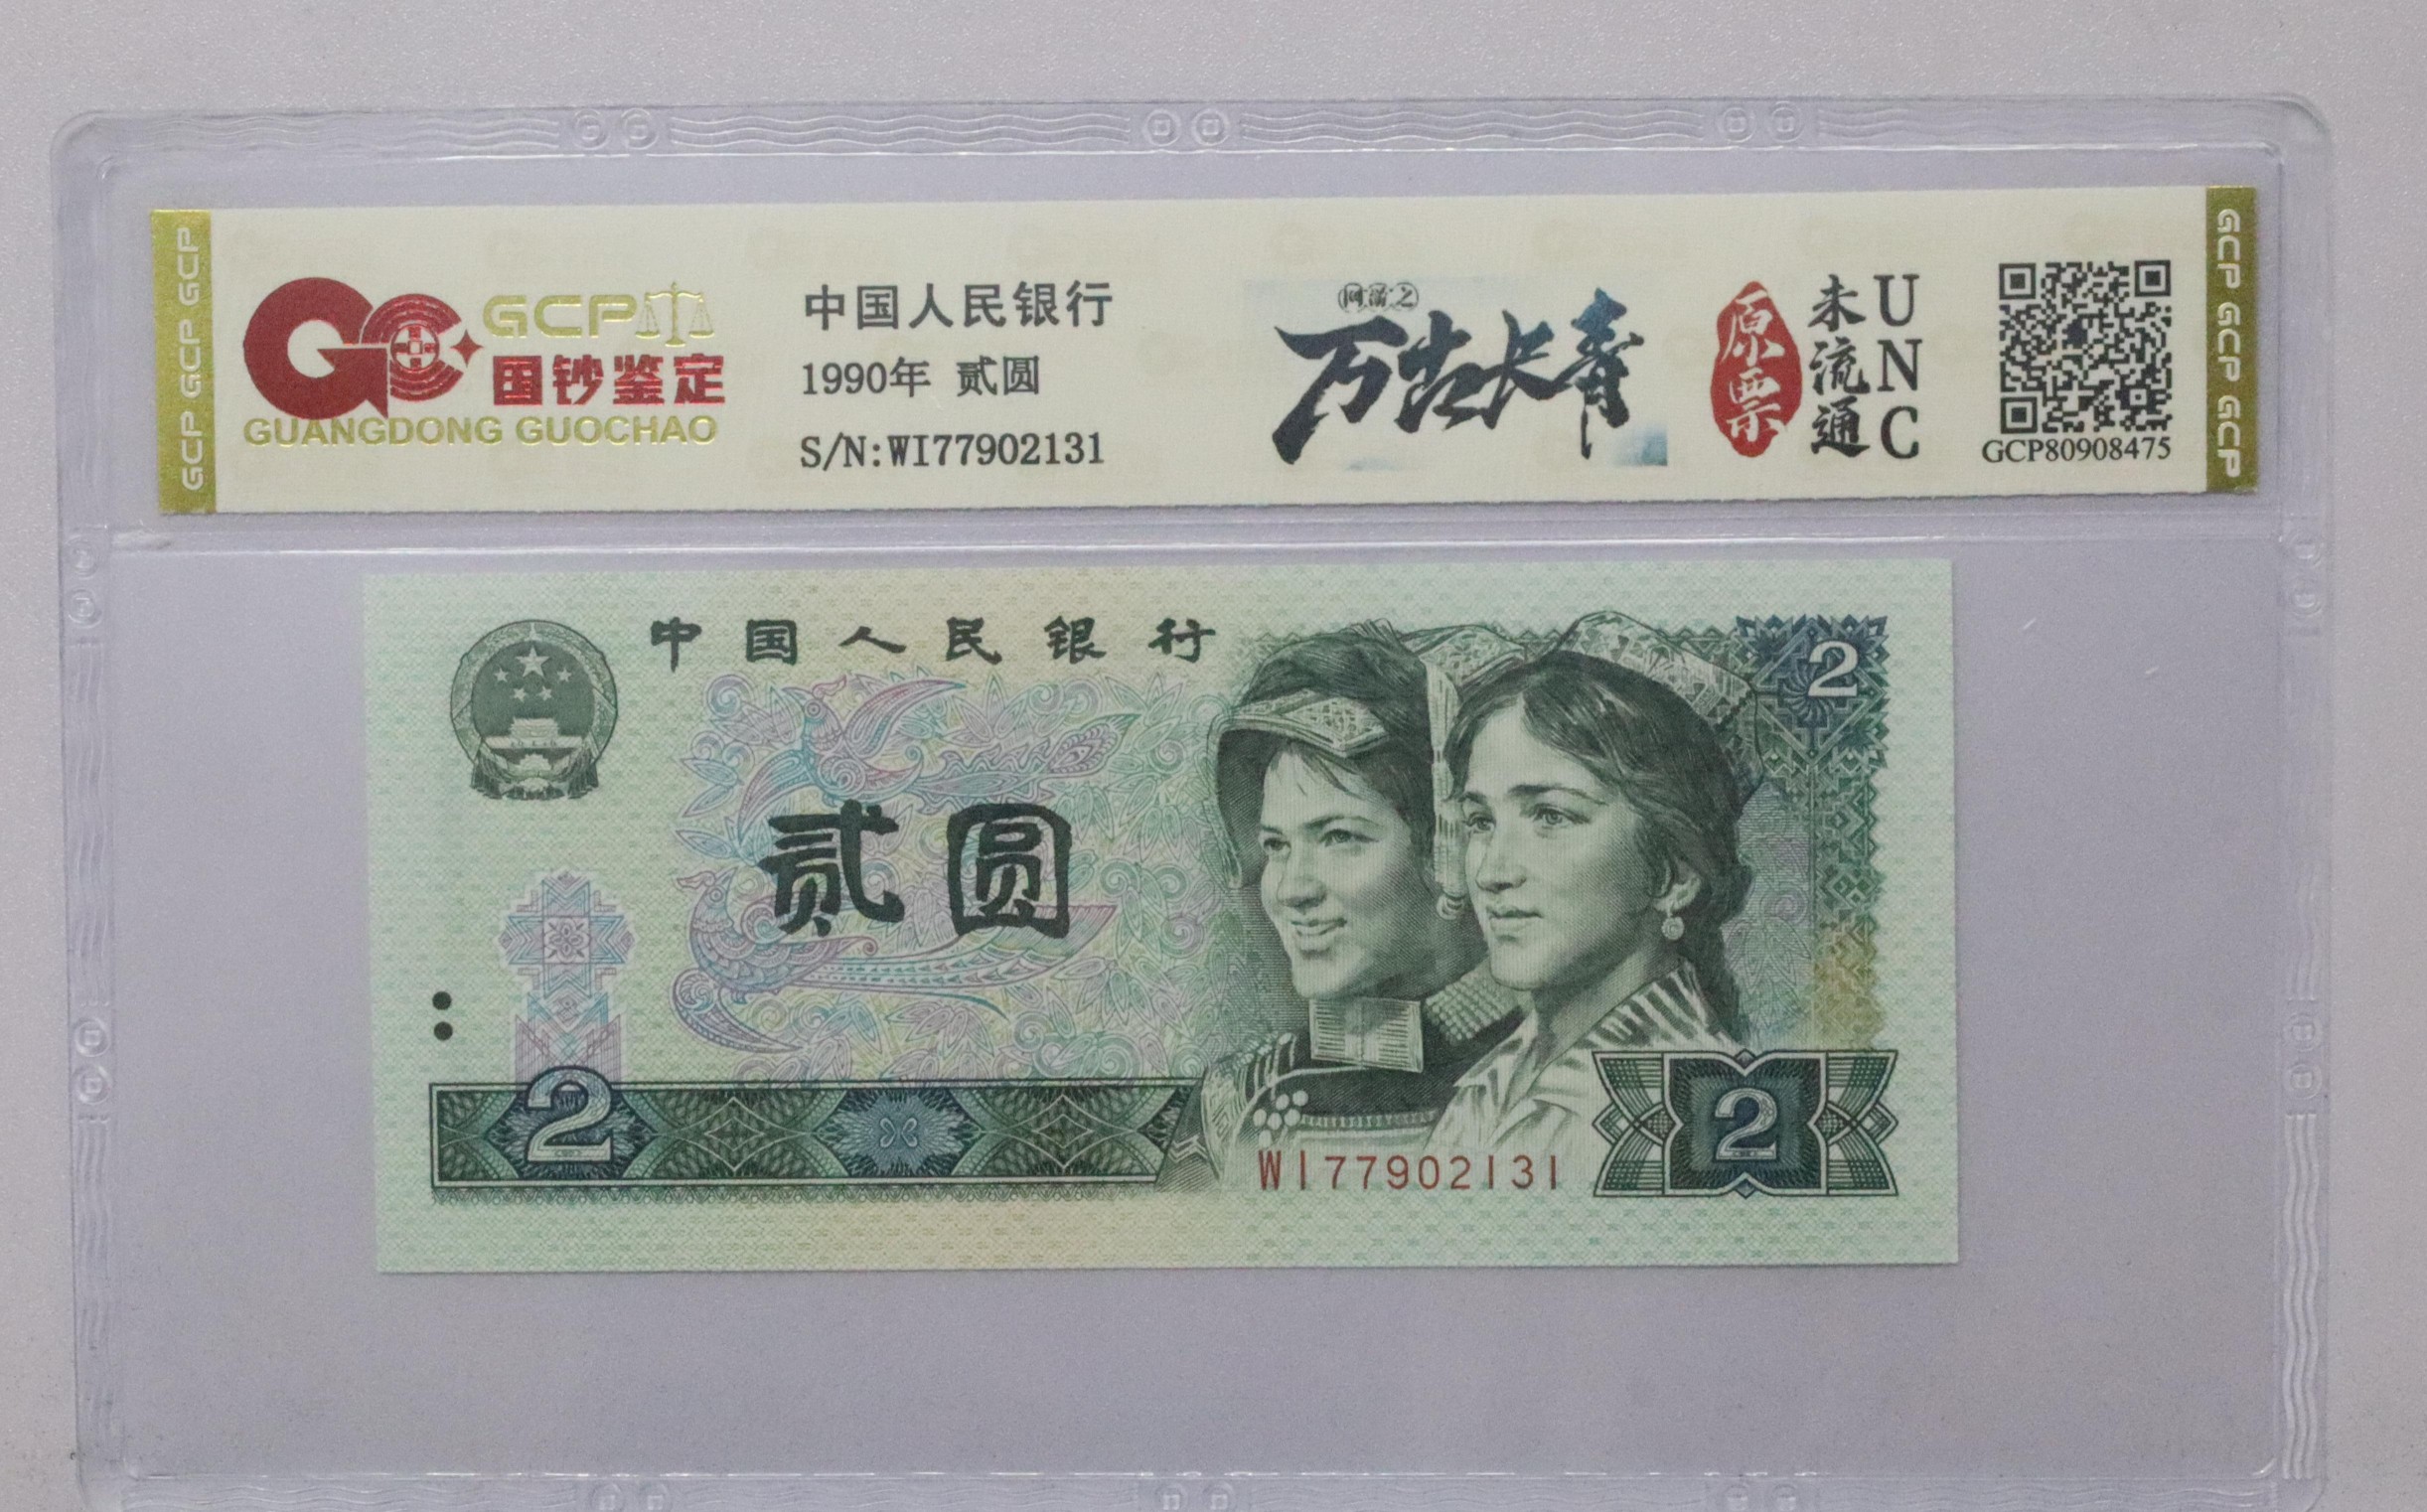 GCP GCP GCP
GCP
国钞鉴定
GUANGDONG GUOCHAO
中国人民银行
1990年 贰圆
S/N:WI77902131
万古长青
原票
未流通
UNC
GCP80908475
GCP GCP GCP
中国人民银行
2
贰圆
2
WI77902131
2